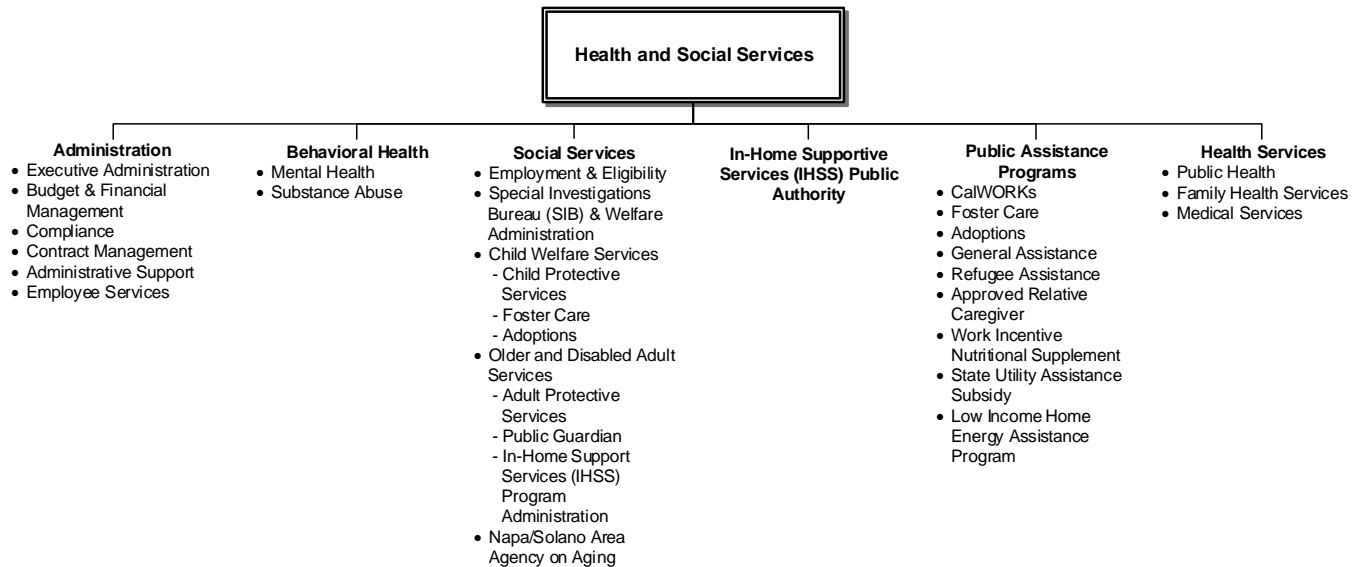 Health and Social Services
Administration
• Executive Administration
• Budget & Financial
Management
• Compliance
• Contract Management
• Administrative Support
• Employee Services
Behavioral Health
• Mental Health
• Substance Abuse
Social Services
• Employment & Eligibility
• Special Investigations
Bureau (SIB) & Welfare
Administration
• Child Welfare Services
- Child Protective
Services
- Foster Care
- Adoptions
• Older and Disabled Adult
Services
- Adult Protective
Services
- Public Guardian
- In-Home Support
Services (IHSS)
Program
Administration
• Napa/Solano Area
Agency on Aging
In-Home Supportive
Services (IHSS) Public
Authority
Public Assistance
Programs
• CalWORKs
• Foster Care
• Adoptions
• General Assistance
• Refugee Assistance
• Approved Relative
Caregiver
• Work Incentive
Nutritional Supplement
• State Utility Assistance
Subsidy
• Low Income Home
Energy Assistance
Program
Health Services
• Public Health
• Family Health Services
• Medical Services